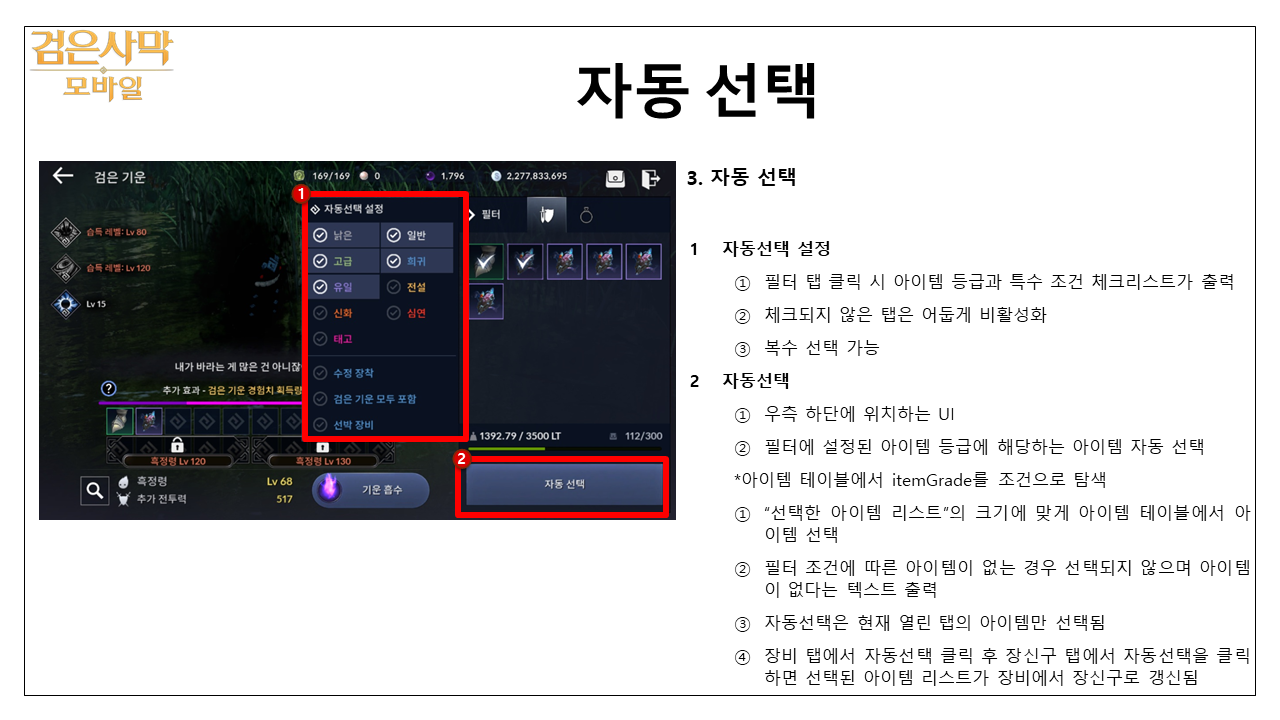 검은사막
모바일
자동 선택
검은 기운
169/169
0
1,796
2,277,833,695
1
자동선택 설정
낡은
일반
고급
희귀
유일
전설
신화
심연
태고
수정 장착
검은 기운 모두 포함
선박 장비
필터
습득 레벨: Lv 80
습득 레벨: Lv 120
Lv 15
내가 바라는 게 많은 건 아니잖
?
추가 효과 - 검은 기운 경험치 획득량
흑정령 Lv 120
흑정령 Lv 130
흑정령
Lv 68
추가 전투력
517
기운 흡수
1392.79 / 3500 LT
112/300
2
자동 선택
3. 자동 선택
1 자동선택 설정
① 필터 탭 클릭 시 아이템 등급과 특수 조건 체크리스트가 출력
② 체크되지 않은 탭은 어둡게 비활성화
③ 복수 선택 가능
2 자동선택
① 우측 하단에 위치하는 UI
② 필터에 설정된 아이템 등급에 해당하는 아이템 자동 선택
*아이템 테이블에서 itemGrade를 조건으로 탐색
① “선택한 아이템 리스트”의 크기에 맞게 아이템 테이블에서 아
이템 선택
② 필터 조건에 따른 아이템이 없는 경우 선택되지 않으며 아이템
이 없다는 텍스트 출력
③ 자동선택은 현재 열린 탭의 아이템만 선택됨
④ 장비 탭에서 자동선택 클릭 후 장신구 탭에서 자동선택을 클릭
하면 선택된 아이템 리스트가 장비에서 장신구로 갱신됨